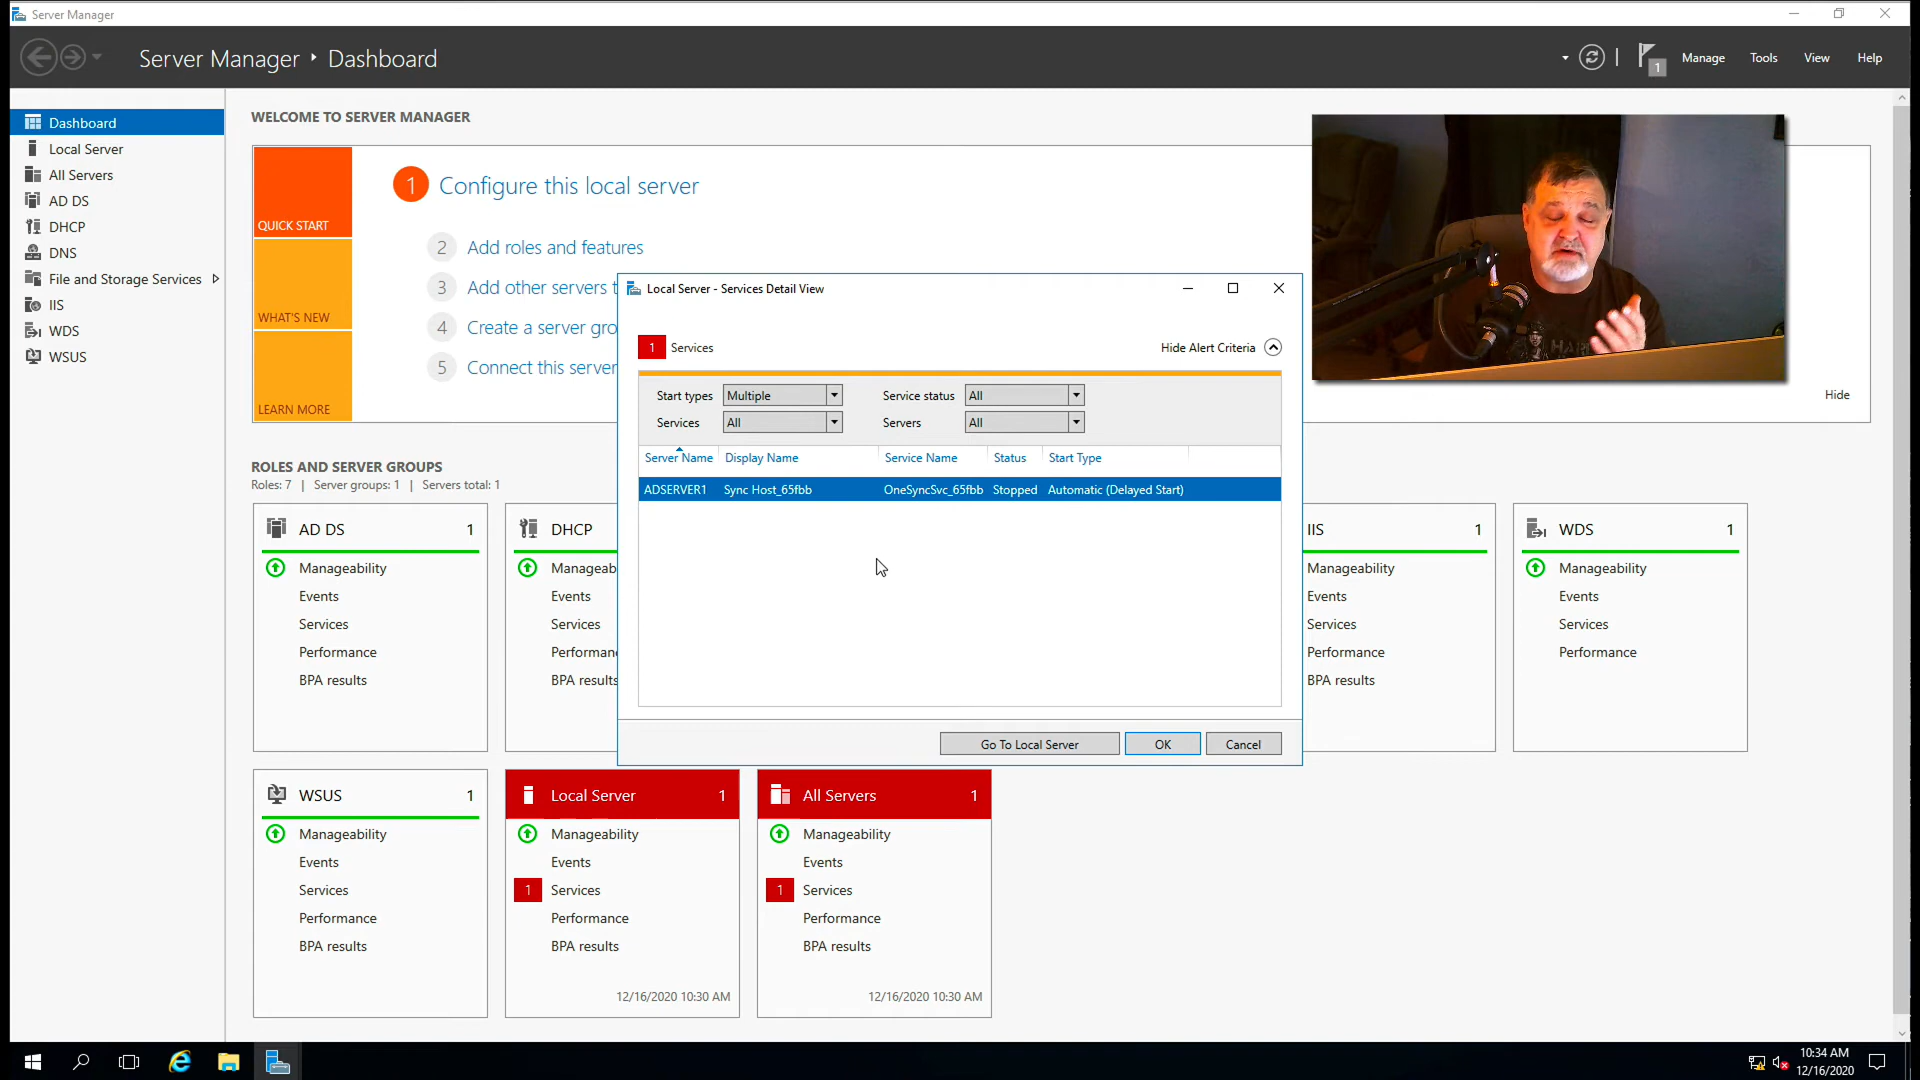 Server Manager
Server Manager ‣ Dashboard
1
Manage
Tools
View
Help
Dashboard
Local Server
All Servers
AD DS
DHCP
DNS
File and Storage Services
IIS
WDS
WSUS
WELCOME TO SERVER MANAGER
QUICK START
WHAT'S NEW
LEARN MORE
1 Configure this local server
2 Add roles and features
3 Add other servers t
4 Create a server gro
5 Connect this server
Hide
Local Server - Services Detail View
1 Services
Hide Alert Criteria
Start types Multiple Service status All
Services All Servers All
Server Name Display Name Service Name Status Start Type
ADSERVER1 Sync Host_65fbb OneSyncSvc_65fbb Stopped Automatic (Delayed Start)
Go To Local Server OK Cancel
ROLES AND SERVER GROUPS
Roles: 7 | Server groups: 1 | Servers total: 1
AD DS 1
Manageability
Events
Services
Performance
BPA results
DHCP
Manageab
Events
Services
Performan
BPA results
IIS 1
Manageability
Events
Services
Performance
BPA results
WDS 1
Manageability
Events
Services
Performance
WSUS 1
Manageability
Events
Services
Performance
BPA results
Local Server 1
Manageability
Events
1 Services
Performance
BPA results
12/16/2020 10:30 AM
All Servers 1
Manageability
Events
1 Services
Performance
BPA results
12/16/2020 10:30 AM
10:34 AM
12/16/2020